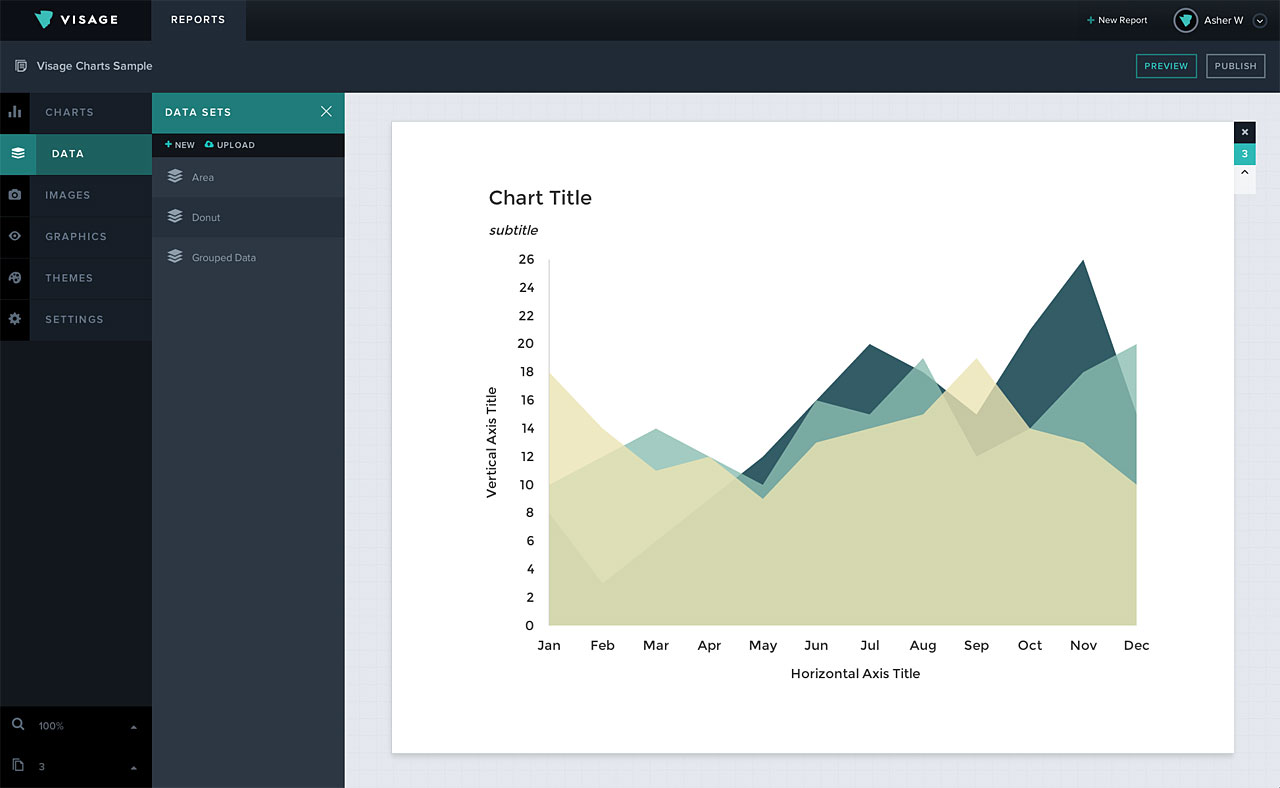 VISAGE
REPORTS
+ New Report
Asher W
Visage Charts Sample
PREVIEW
PUBLISH
CHARTS
DATA
IMAGES
GRAPHICS
THEMES
SETTINGS
100%
3
DATA SETS
+ NEW
UPLOAD
Area
Donut
Grouped Data
3
Chart Title
subtitle
26
24
22
20
18
16
14
12
10
8
6
4
2
0
Vertical Axis Title
Jan Feb Mar Apr May Jun Jul Aug Sep Oct Nov Dec
Horizontal Axis Title